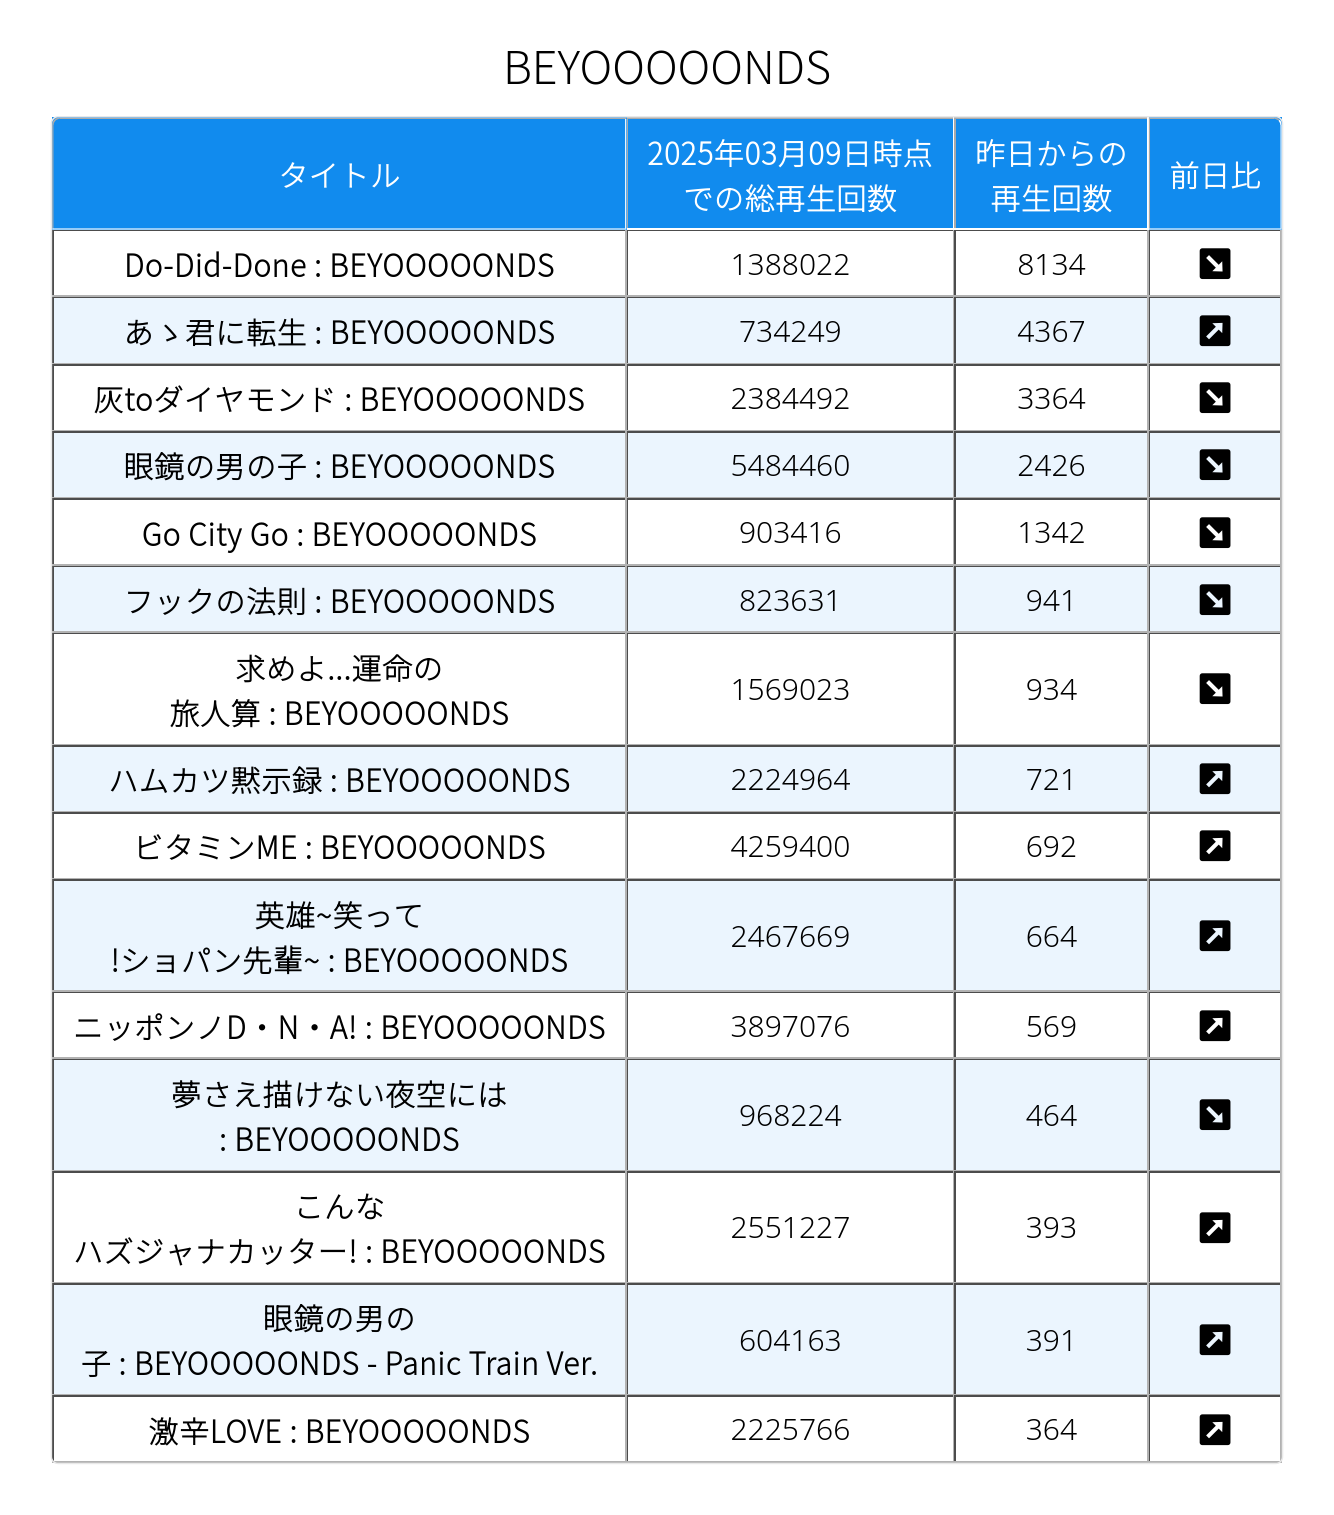 BEYOOOOONDS
タイトル
2025年03月09日時点
での総再生回数
昨日からの
再生回数
前日比
Do-Did-Done : BEYOOOOONDS
1388022
8134
あゝ君に転生 : BEYOOOOONDS
734249
4367
灰toダイヤモンド : BEYOOOOONDS
2384492
3364
眼鏡の男の子 : BEYOOOOONDS
5484460
2426
Go City Go : BEYOOOOONDS
903416
1342
フックの法則 : BEYOOOOONDS
823631
941
求めよ...運命の
旅人算 : BEYOOOOONDS
1569023
934
ハムカツ黙示録 : BEYOOOOONDS
2224964
721
ビタミンME : BEYOOOOONDS
4259400
692
英雄~笑って
!ショパン先輩~ : BEYOOOOONDS
2467669
664
ニッポンノD・N・A! : BEYOOOOONDS
3897076
569
夢さえ描けない夜空には
: BEYOOOOONDS
968224
464
こんな
ハズジャナカッター! : BEYOOOOONDS
2551227
393
眼鏡の男の
子 : BEYOOOOONDS - Panic Train Ver.
604163
391
激辛LOVE : BEYOOOOONDS
2225766
364